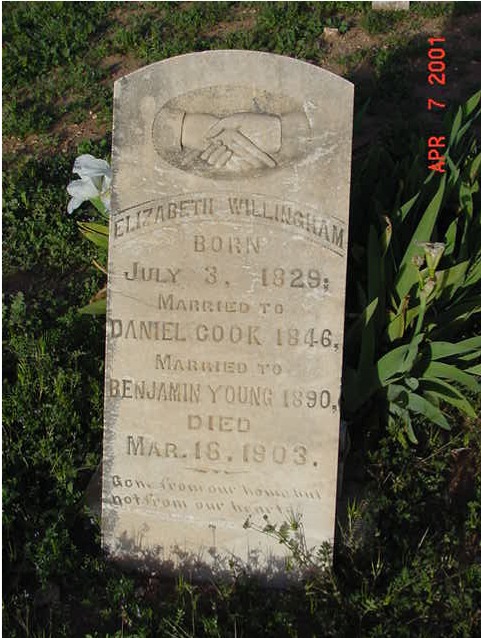 ELIZABETH WILLINGHAM
BORN
JULY 3, 1829;
MARRIED TO
DANIEL COOK 1846,
MARRIED TO
BENJAMIN YOUNG 1890,
DIED
MAR. 18, 1903.
Gone from our home but
not from our hearts
APR 7 2001